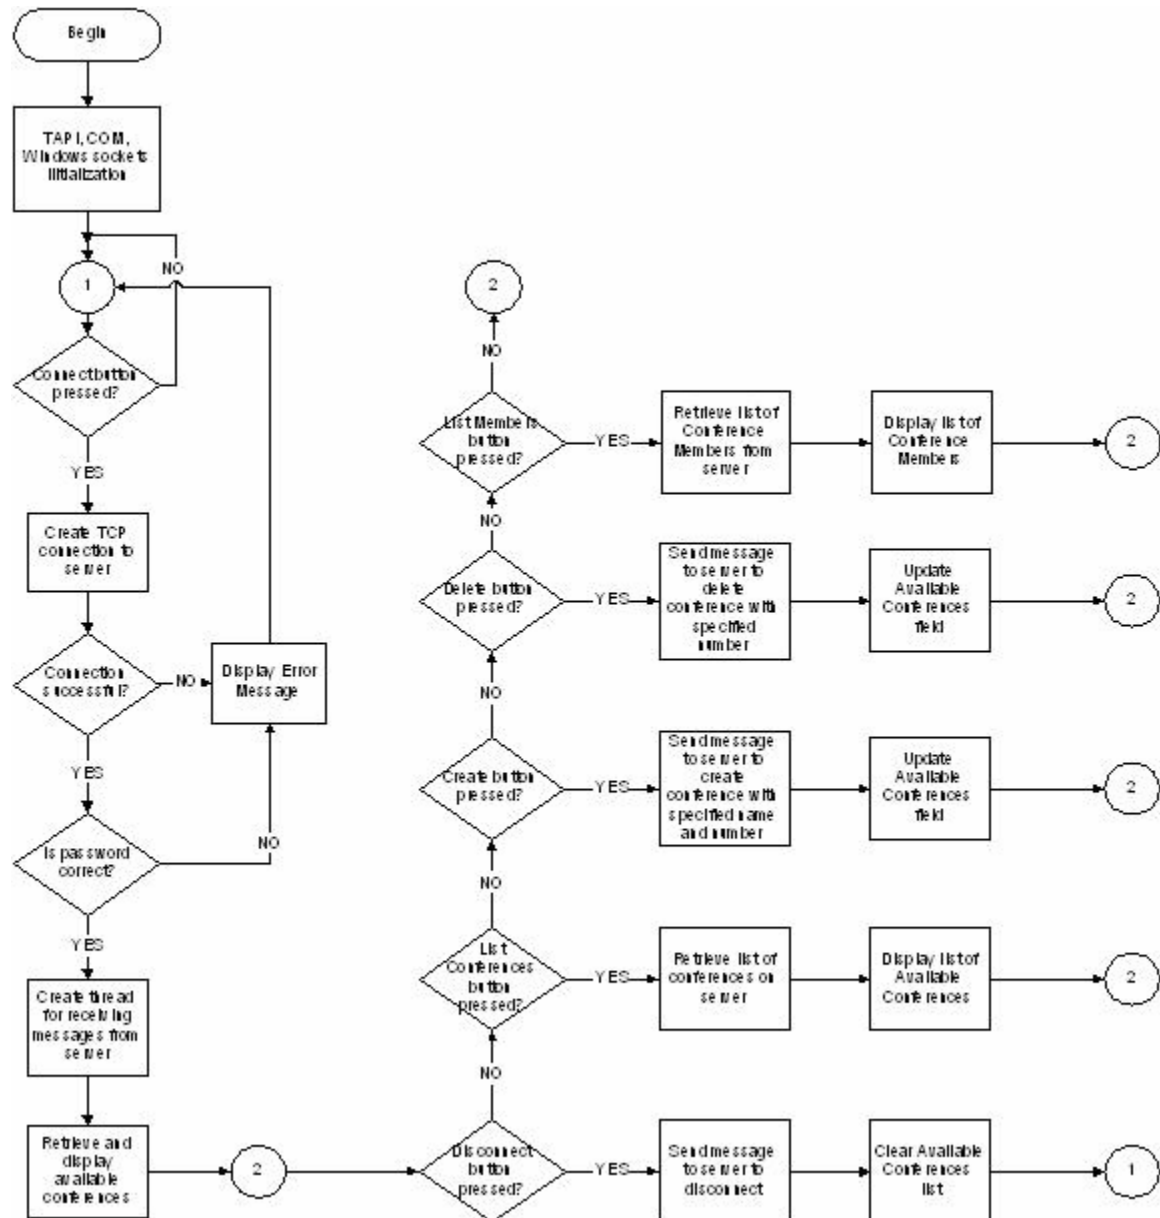 Begin
TAPI, COM,
Windows sockets
initialization
NO
1
Connect button
pressed?
YES
Create TCP
connection to
server
Connection
successful?
NO
Display Error
Message
YES
Is password
correct?
NO
YES
Create thread
for receiving
messages from
server
Retrieve and
display
available
conferences
2
Disconnect
button
pressed?
YES
Send message
to server to
disconnect
Clear Available
Conferences
list
1
NO
List
Conferences
button
pressed?
YES
Retrieve list of
conferences on
server
Display list of
Available
Conferences
2
NO
Create button
pressed?
YES
Send message
to server to
create
conference with
specified name
and number
Update
Available
Conferences
field
2
NO
Delete button
pressed?
YES
Send message
to server to
delete
conference with
specified
number
Update
Available
Conferences
field
2
NO
List Members
button
pressed?
YES
Retrieve list of
Conference
Members from
server
Display list of
Conference
Members
2
NO
2